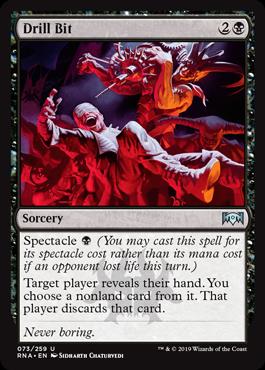 Drill Bit 2
Sorcery
Spectacle (You may cast this spell for
its spectacle cost rather than its mana cost
if an opponent lost life this turn.)
Target player reveals their hand. You
choose a nonland card from it. That
player discards that card.
Never boring.
073/259 U
RNA • EN Sidharth Chaturvedi
™ & © 2019 Wizards of the Coast